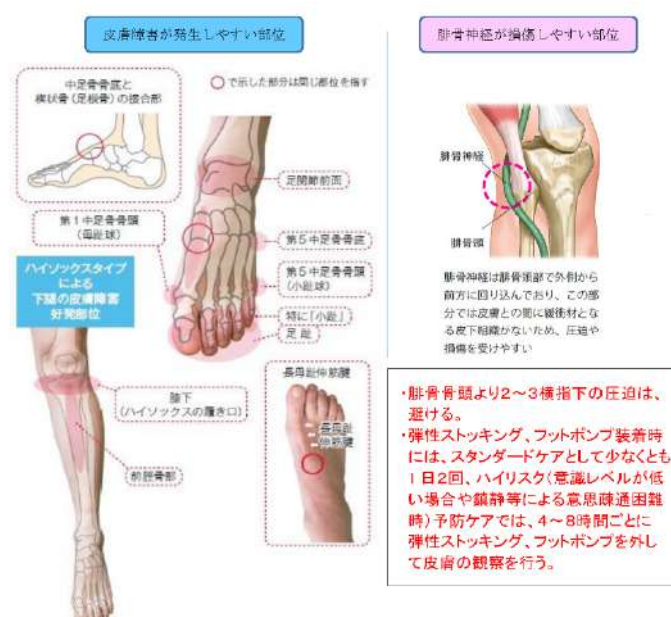 皮膚障害が発生しやすい部位
中足骨骨底と
楔状骨(足根骨)の接合部
○で示した部分は同じ部位を指す
足関節前面
第1中足骨骨頭
(母趾球)
第5中足骨骨底
第5中足骨骨頭
(小趾球)
特に「小趾」
足趾
ハイソックスタイプ
による
下腿の皮膚障害
好発部位
膝下
(ハイソックスの履き口)
前脛骨部
長母趾伸筋腱
長母趾
伸筋腱
腓骨神経が損傷しやすい部位
腓骨神経
腓骨頭
腓骨神経は腓骨頭部で外側から
前方に回り込んでおり、この部
分では皮膚との間に緩衝材とな
る皮下組織がないため、圧迫や
損傷を受けやすい
・腓骨骨頭より2~3横指下の圧迫は、
避ける。
・弾性ストッキング、フットポンプ装着時
には、スタンダードケアとして少なくとも
1日2回、ハイリスク(意識レベルが低
い場合や鎮静等による意思疎通困難
時)予防ケアでは、4~8時間ごとに
弾性ストッキング、フットポンプを外し
て皮膚の観察を行う。